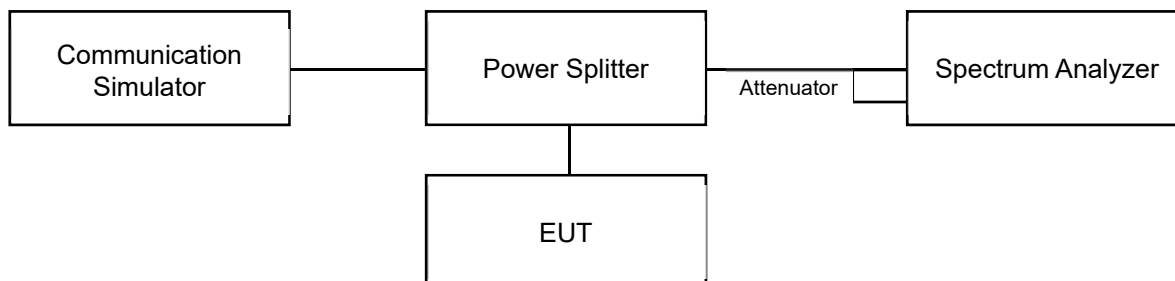 Communication
Simulator
Power Splitter
Attenuator
Spectrum Analyzer
EUT